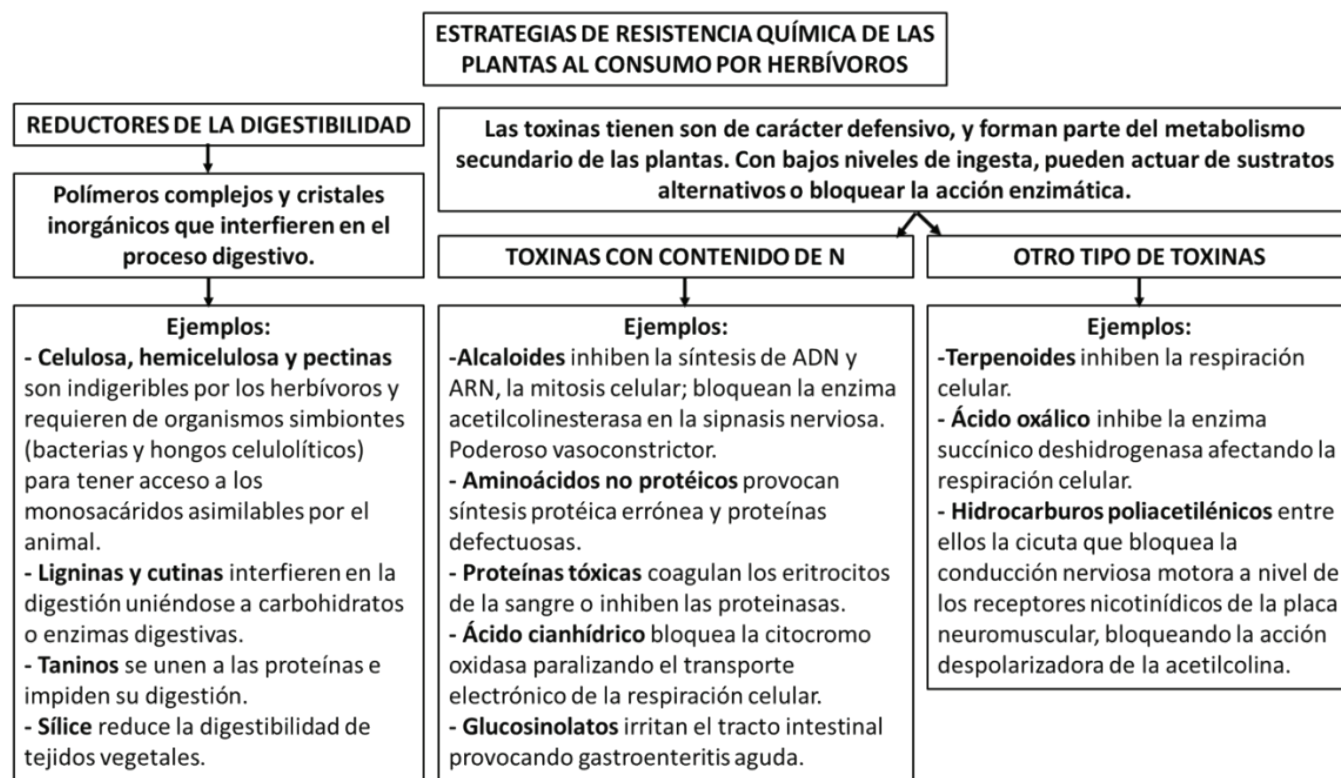 ESTRATEGIAS DE RESISTENCIA QUÍMICA DE LAS
PLANTAS AL CONSUMO POR HERBÍVOROS
REDUCTORES DE LA DIGESTIBILIDAD
Polímeros complejos y cristales
inorgánicos que interfieren en el
proceso digestivo.
Ejemplos:
- Celulosa, hemicelulosa y pectinas
son indigeribles por los herbívoros y
requieren de organismos simbiontes
(bacterias y hongos celulolíticos)
para tener acceso a los
monosacáridos asimilables por el
animal.
- Ligninas y cutinas interfieren en la
digestión uniéndose a carbohidratos
o enzimas digestivas.
- Taninos se unen a las proteínas e
impiden su digestión.
- Sílice reduce la digestibilidad de
tejidos vegetales.
Las toxinas tienen son de carácter defensivo, y forman parte del metabolismo
secundario de las plantas. Con bajos niveles de ingesta, pueden actuar de sustratos
alternativos o bloquear la acción enzimática.
TOXINAS CON CONTENIDO DE N
Ejemplos:
-Alcaloides inhiben la síntesis de ADN y
ARN, la mitosis celular; bloquean la enzima
acetilcolinesterasa en la sipnasis nerviosa.
Poderoso vasoconstrictor.
- Aminoácidos no protéicos provocan
síntesis protéica errónea y proteínas
defectuosas.
- Proteínas tóxicas coagulan los eritrocitos
de la sangre o inhiben las proteinasas.
- Ácido cianhídrico bloquea la citocromo
oxidasa paralizando el transporte
electrónico de la respiración celular.
- Glucosinolatos irritan el tracto intestinal
provocando gastroenteritis aguda.
OTRO TIPO DE TOXINAS
Ejemplos:
-Terpenoides inhiben la respiración
celular.
- Ácido oxálico inhibe la enzima
succínico deshidrogenasa afectando la
respiración celular.
- Hidrocarburos poliacetilénicos entre
ellos la cicuta que bloquea la
conducción nerviosa motora a nivel de
los receptores nicotinídicos de la placa
neuromuscular, bloqueando la acción
despolarizadora de la acetilcolina.